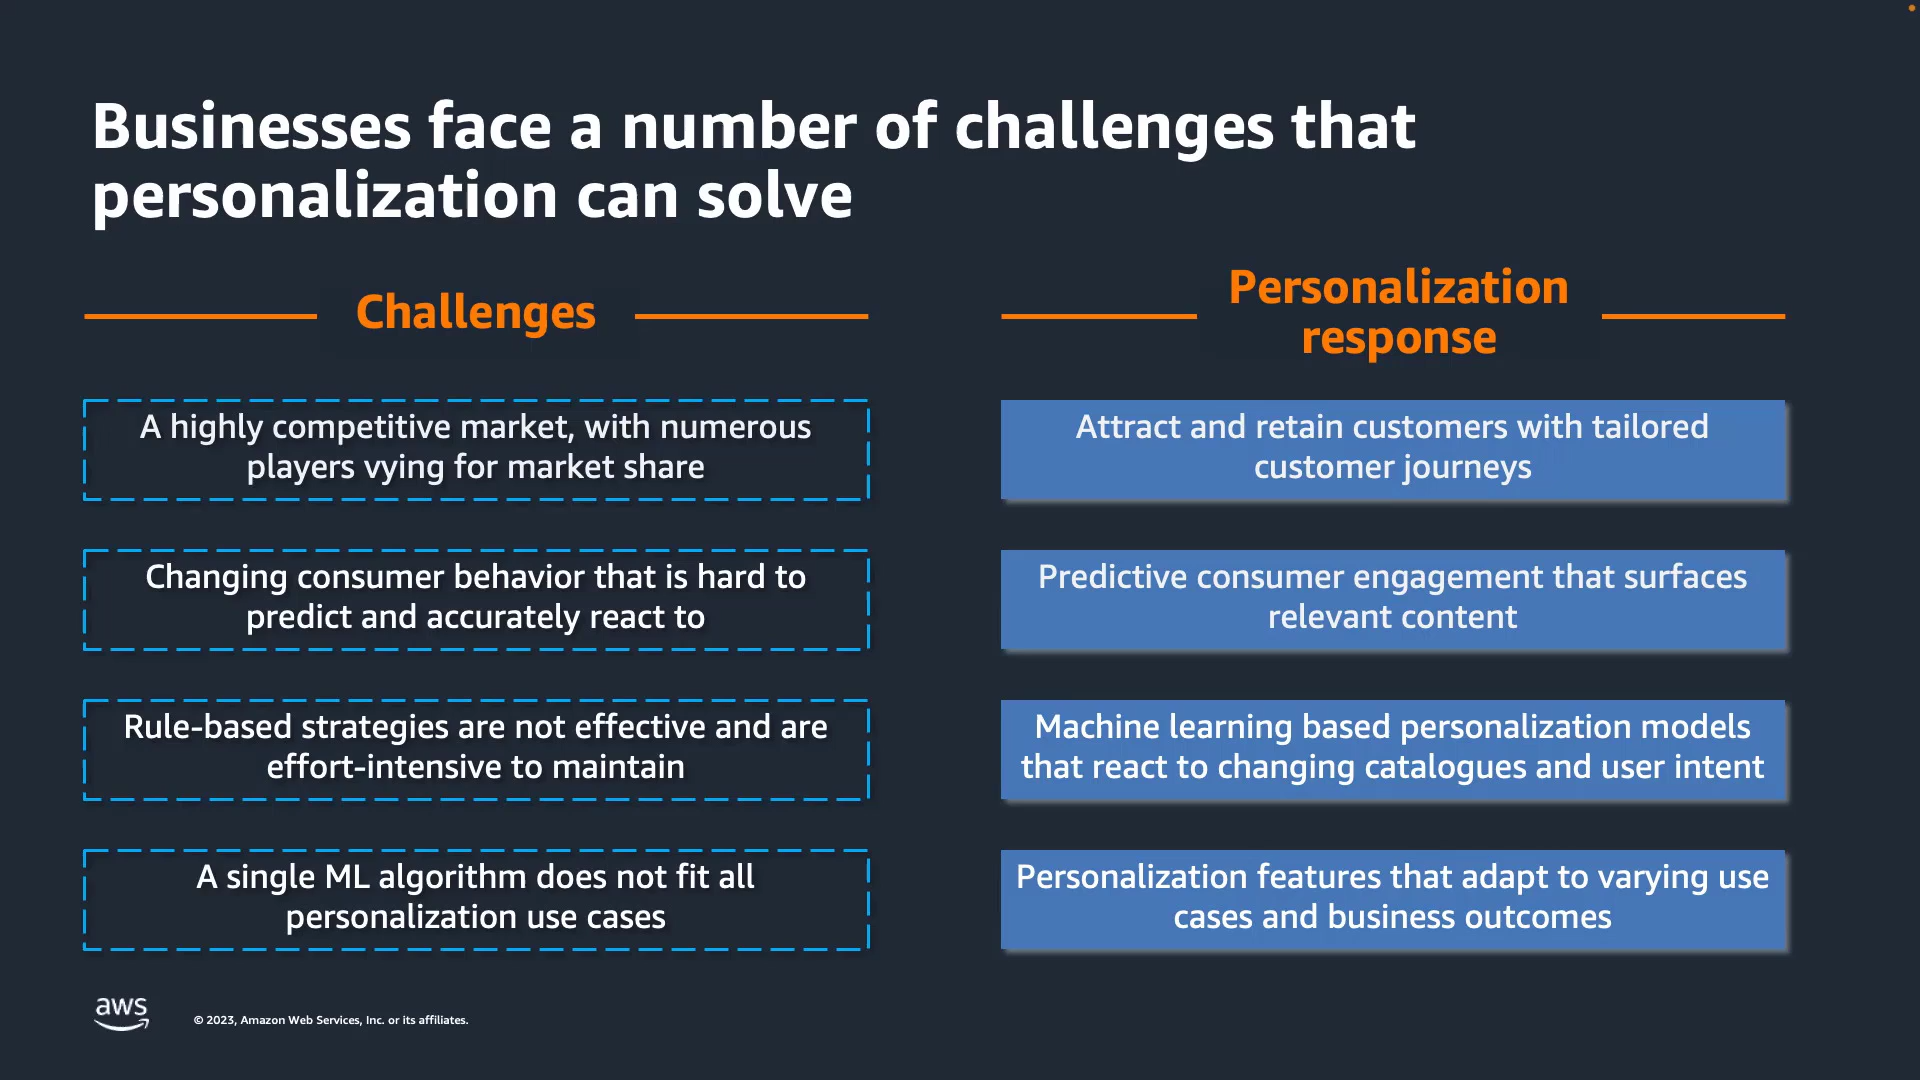 Businesses face a number of challenges that
personalization can solve
Challenges
A highly competitive market, with numerous
players vying for market share
Changing consumer behavior that is hard to
predict and accurately react to
Rule-based strategies are not effective and are
effort-intensive to maintain
A single ML algorithm does not fit all
personalization use cases
Personalization
response
Attract and retain customers with tailored
customer journeys
Predictive consumer engagement that surfaces
relevant content
Machine learning based personalization models
that react to changing catalogues and user intent
Personalization features that adapt to varying use
cases and business outcomes
aws
© 2023, Amazon Web Services, Inc. or its affiliates.